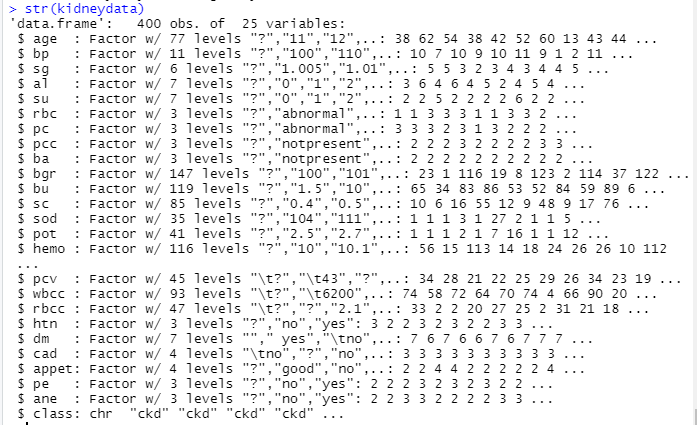 > str(kidneydata)
'data.frame':   400 obs. of  25 variables:
 $ age  : Factor w/ 77 levels "?","11","12",..: 38 62 54 38 42 52 60 13 43 44 ...
 $ bp   : Factor w/ 11 levels "?","100","110",..: 10 7 10 9 10 11 9 1 2 11 ...
 $ sg   : Factor w/ 6 levels "?","1.005","1.01",..: 5 5 3 2 3 4 3 4 4 5 ...
 $ al   : Factor w/ 7 levels "?","0","1","2",..: 3 6 4 6 4 5 2 4 5 4 ...
 $ su   : Factor w/ 7 levels "?","0","1","2",..: 2 2 5 2 2 2 2 6 2 2 ...
 $ rbc  : Factor w/ 3 levels "?","abnormal",..: 1 1 3 3 3 1 1 3 3 2 ...
 $ pc   : Factor w/ 3 levels "?","abnormal",..: 3 3 3 2 3 1 3 2 2 2 ...
 $ pcc  : Factor w/ 3 levels "?","notpresent",..: 2 2 2 3 2 2 2 2 3 3 ...
 $ ba   : Factor w/ 3 levels "?","notpresent",..: 2 2 2 2 2 2 2 2 2 2 ...
 $ bgr  : Factor w/ 147 levels "?","100","101",..: 23 1 116 19 8 123 2 114 37 122 ...
 $ bu   : Factor w/ 119 levels "?","1.5","10",..: 65 34 83 86 53 52 84 59 89 6 ...
 $ sc   : Factor w/ 85 levels "?","0.4","0.5",..: 10 6 16 55 12 9 48 9 17 76 ...
 $ sod  : Factor w/ 35 levels "?","104","111",..: 1 1 1 3 1 27 2 1 1 5 ...
 $ pot  : Factor w/ 41 levels "?","2.5","2.7",..: 1 1 1 2 1 7 16 1 1 12 ...
 $ hemo : Factor w/ 116 levels "?","10","10.1",..: 56 15 113 14 18 24 26 26 10 112
...
 $ pcv  : Factor w/ 45 levels "\t?","\t43","?",..: 34 28 21 22 25 29 26 34 23 19 ...
 $ wbcc : Factor w/ 93 levels "\t?","\t6200",..: 74 58 72 64 70 74 4 66 90 20 ...
 $ rbcc : Factor w/ 47 levels "\t?","?","2.1",..: 33 2 2 20 27 25 2 31 21 18 ...
 $ htn  : Factor w/ 3 levels "?","no","yes": 3 2 2 3 2 3 2 2 3 3 ...
 $ dm   : Factor w/ 7 levels ""," yes","\tno",..: 7 6 7 6 6 7 6 7 7 7 ...
 $ cad  : Factor w/ 4 levels "\tno","?","no",..: 3 3 3 3 3 3 3 3 3 3 ...
 $ appet: Factor w/ 4 levels "?","good","no",..: 2 2 4 4 2 2 2 2 2 4 ...
 $ pe   : Factor w/ 3 levels "?","no","yes": 2 2 2 3 2 3 2 3 2 2 ...
 $ ane  : Factor w/ 3 levels "?","no","yes": 2 2 3 3 2 2 2 2 3 3 ...
 $ class: chr  "ckd" "ckd" "ckd" "ckd" ...